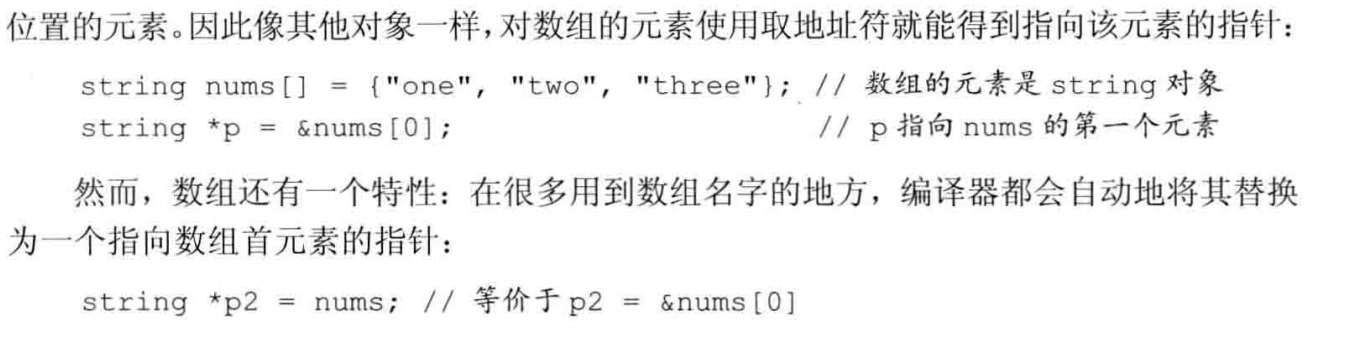 位置的元素。因此像其他对象一样，对数组的元素使用取地址符就能得到指向该元素的指针：
string nums[] = {"one", "two", "three"}; // 数组的元素是 string 对象
string *p = &nums[0]; // p 指向 nums 的第一个元素
然而，数组还有一个特性：在很多用到数组名字的地方，编译器都会自动地将其替换
为一个指向数组首元素的指针：
string *p2 = nums; // 等价于 p2 = &nums[0]